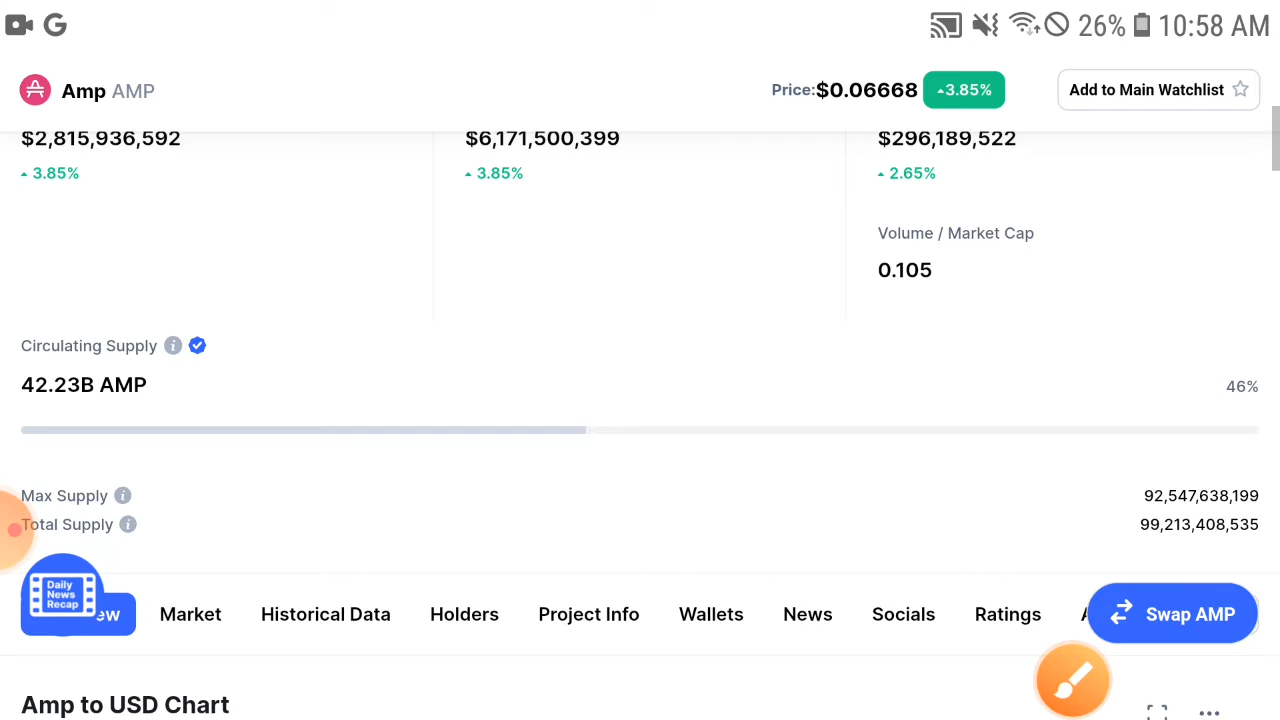 26% 10:58 AM
Amp AMP
Price:$0.06668 3.85%
Add to Main Watchlist
$2,815,936,592
3.85%
$6,171,500,399
3.85%
$296,189,522
2.65%
Volume / Market Cap
0.105
Circulating Supply
42.23B AMP
46%
Max Supply
92,547,638,199
Total Supply
99,213,408,535
Daily
News
Recap
ew
Market
Historical Data
Holders
Project Info
Wallets
News
Socials
Ratings
Swap AMP
Amp to USD Chart